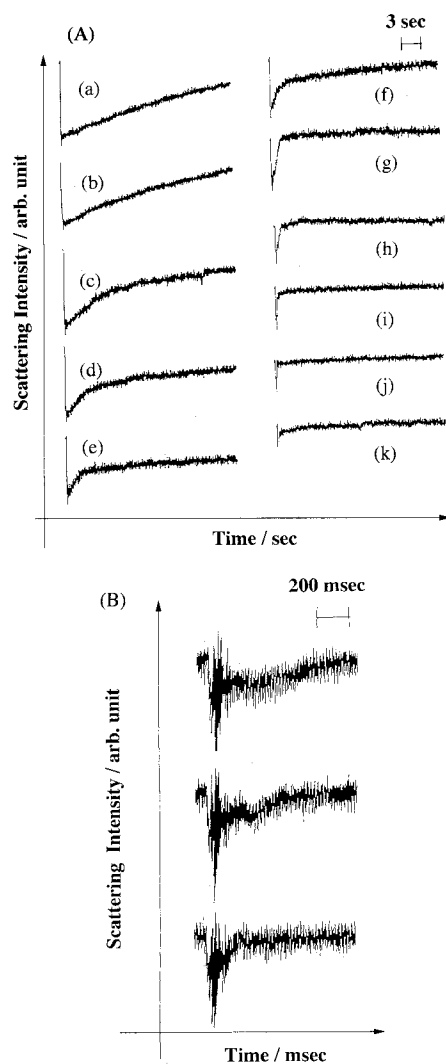 (A)
3 sec
(a)
(b)
(c)
(d)
(e)
(f)
(g)
(h)
(i)
(j)
(k)
Scattering Intensity / arb. unit
Time / sec
(B)
200 msec
Scattering Intensity / arb. unit
Time / msec